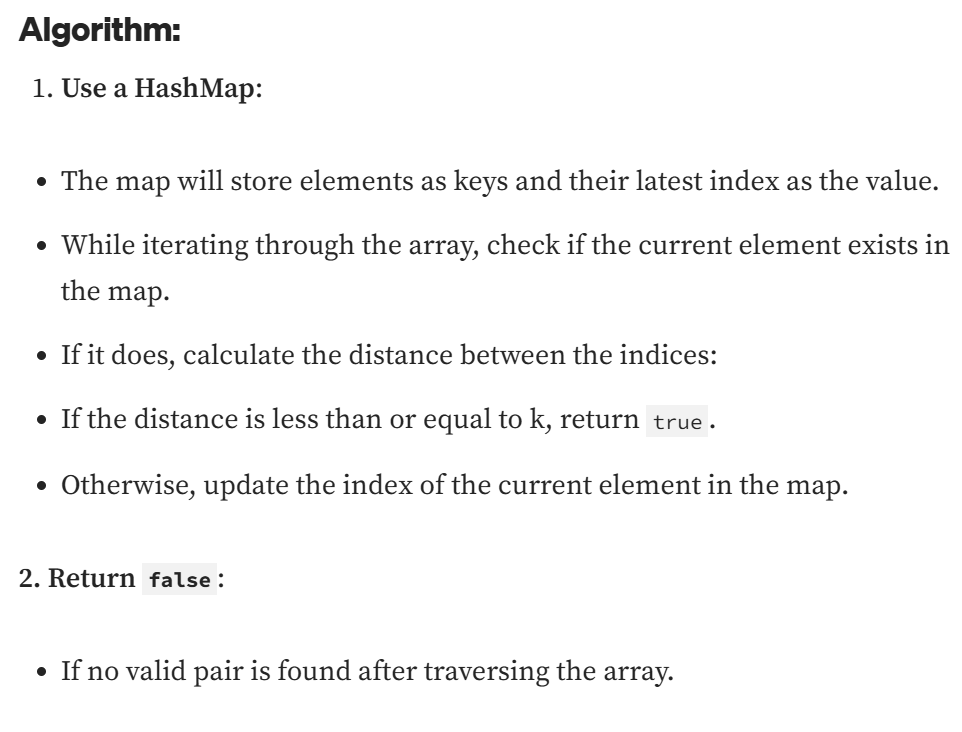 Algorithm:
1. Use a HashMap:
• The map will store elements as keys and their latest index as the value.
• While iterating through the array, check if the current element exists in
the map.
• If it does, calculate the distance between the indices:
• If the distance is less than or equal to k, return true.
• Otherwise, update the index of the current element in the map.
2. Return false:
• If no valid pair is found after traversing the array.